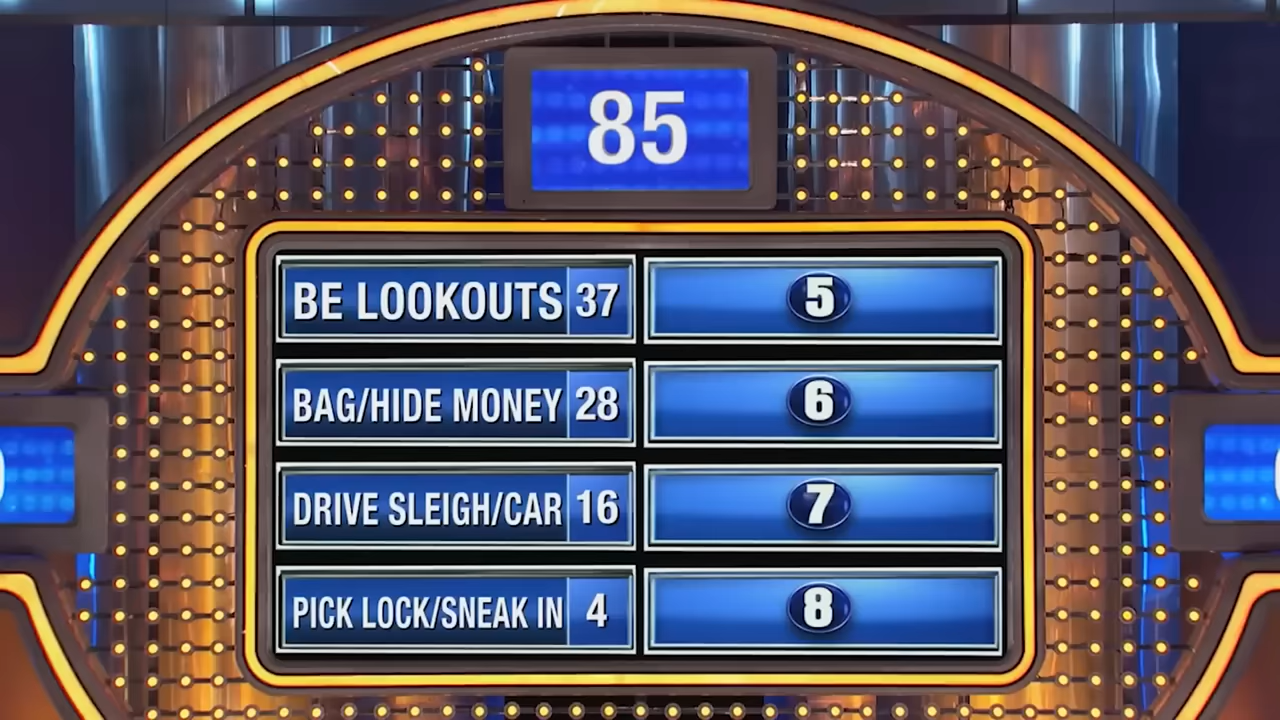 85
BE LOOKOUTS 37
BAG/HIDE MONEY 28
DRIVE SLEIGH/CAR 16
PICK LOCK/SNEAK IN 4
5
6
7
8